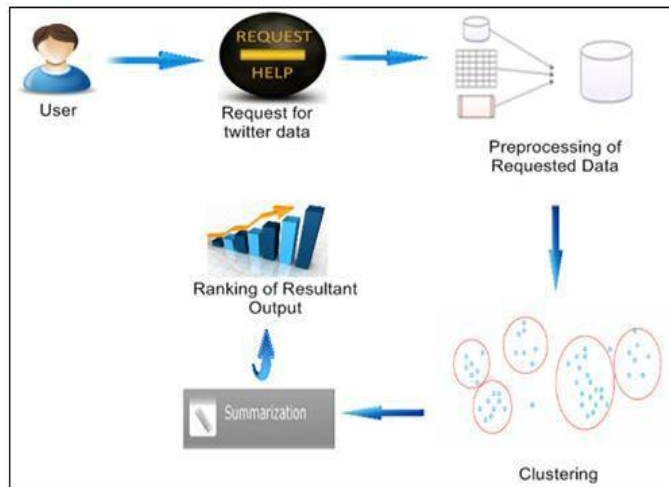 REQUEST
HELP
User
Request for
twitter data
Preprocessing of
Requested Data
Ranking of Resultant
Output
Summarization
Clustering